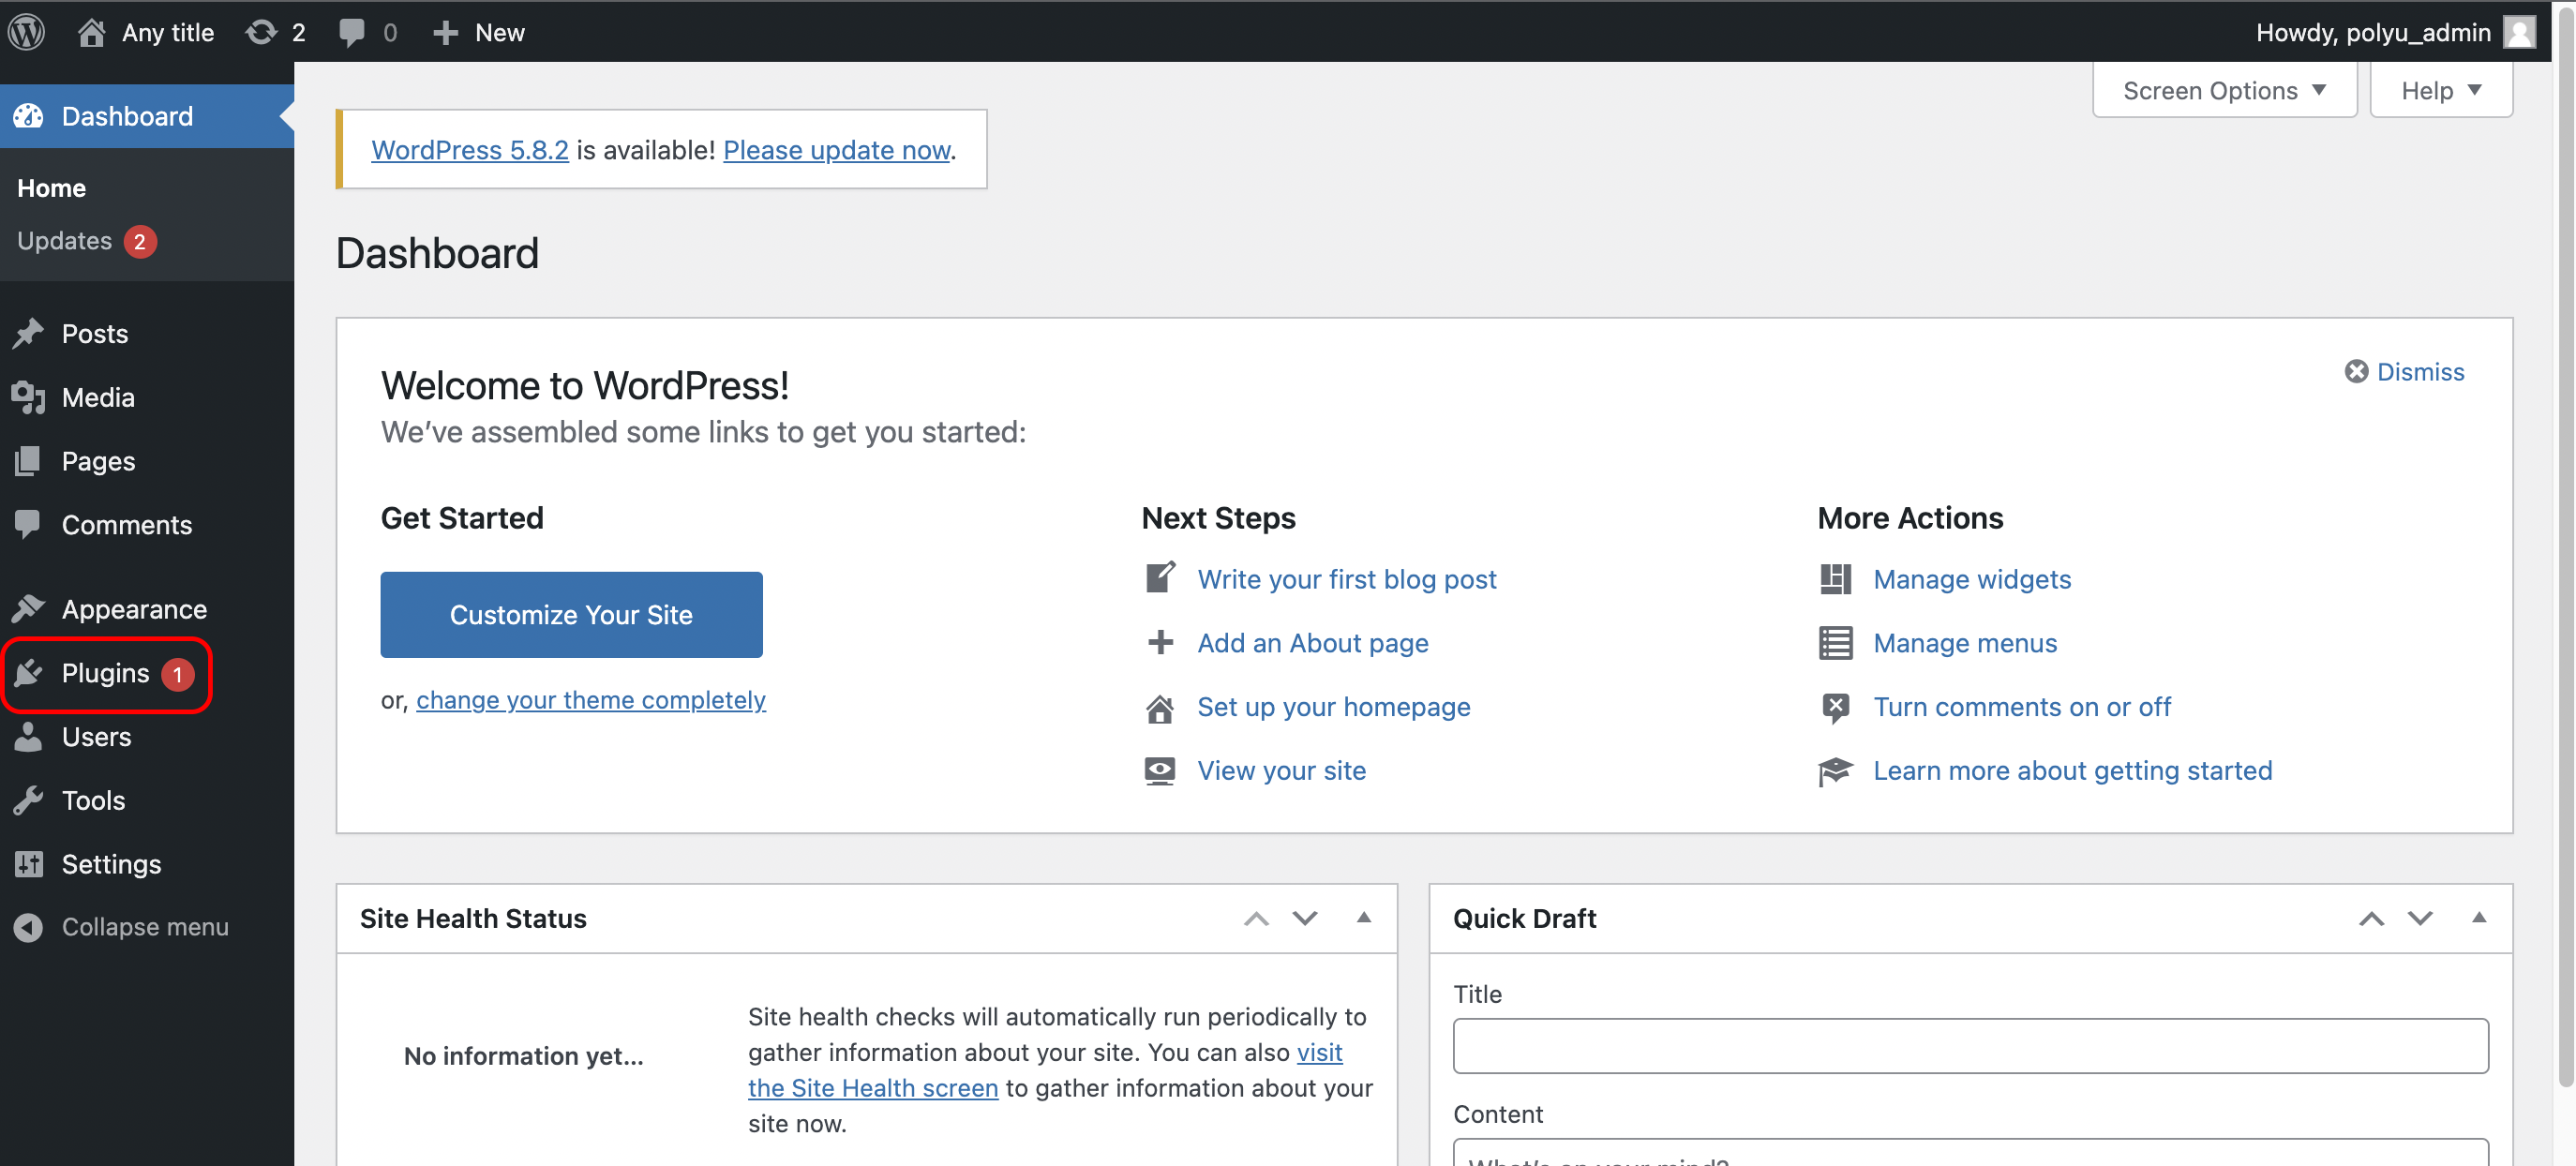 Any title 2 0 New Howdy, polyu_admin
Screen Options Help
Dashboard
Home
Updates 2
Posts
Media
Pages
Comments
Appearance
Plugins 1
Users
Tools
Settings
Collapse menu
WordPress 5.8.2 is available! Please update now.
Dashboard
Welcome to WordPress!
We've assembled some links to get you started:
Dismiss
Get Started
Customize Your Site
or, change your theme completely
Next Steps
Write your first blog post
Add an About page
Set up your homepage
View your site
More Actions
Manage widgets
Manage menus
Turn comments on or off
Learn more about getting started
Site Health Status
No information yet...
Site health checks will automatically run periodically to
gather information about your site. You can also visit
the Site Health screen to gather information about your
site now.
Quick Draft
Title
Content
What's on your mind?